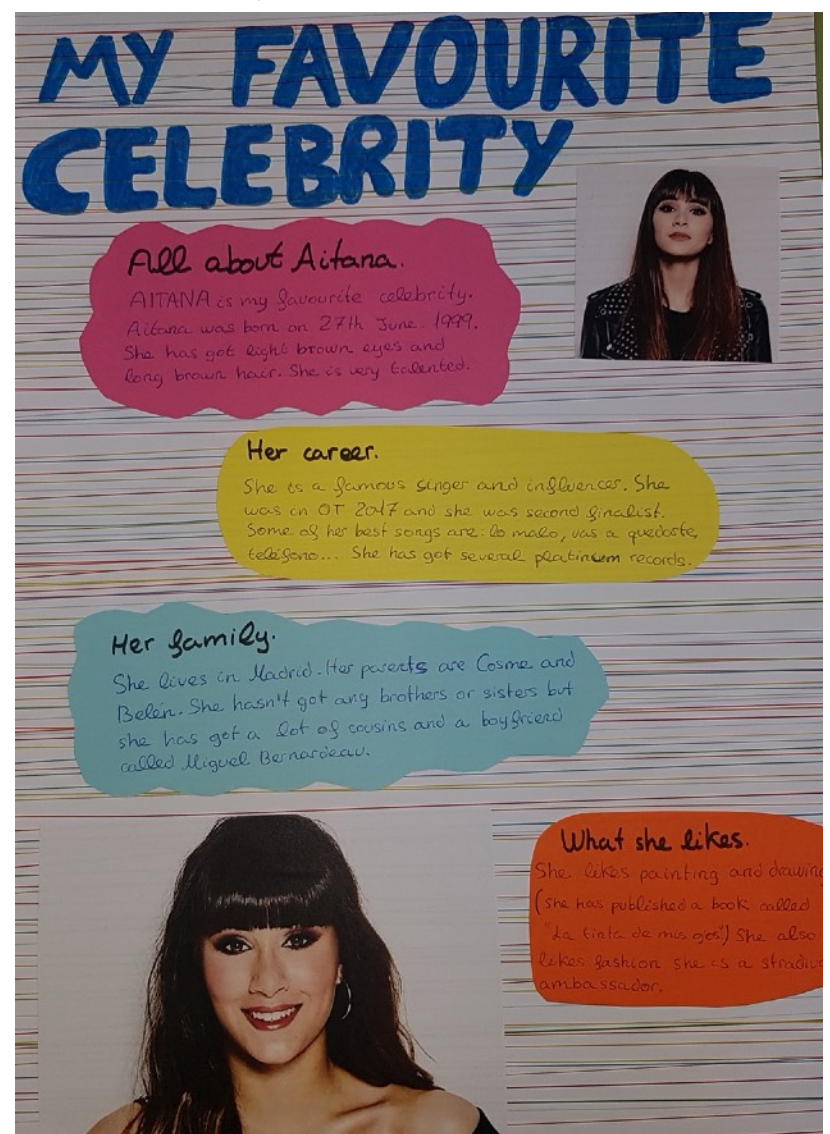 MY FAVOURITE
CELEBRITY
All about Aitana.
AITANA is my favourite celebrity.
Aitana was born on 27th June 1999.
She has got light brown eyes and
long brown hair. She is very talented.
Her career.
She is a famous singer and influencer. She
was in OT 2017 and she was second finalist.
Some of her best songs are: lo malo, vas a quedarte,
teléfono... She has got several platinum records.
Her family.
She lives in Madrid. Her parents are Cosme and
Belén. She hasn't got any brothers or sisters but
she has got a lot of cousins and a boyfriend
called Miguel Bernardeau.
What she likes.
She likes painting and drawing
(she has published a book called
"La tinta de mis ojos") She also
likes fashion she is a stradiv
ambassador.